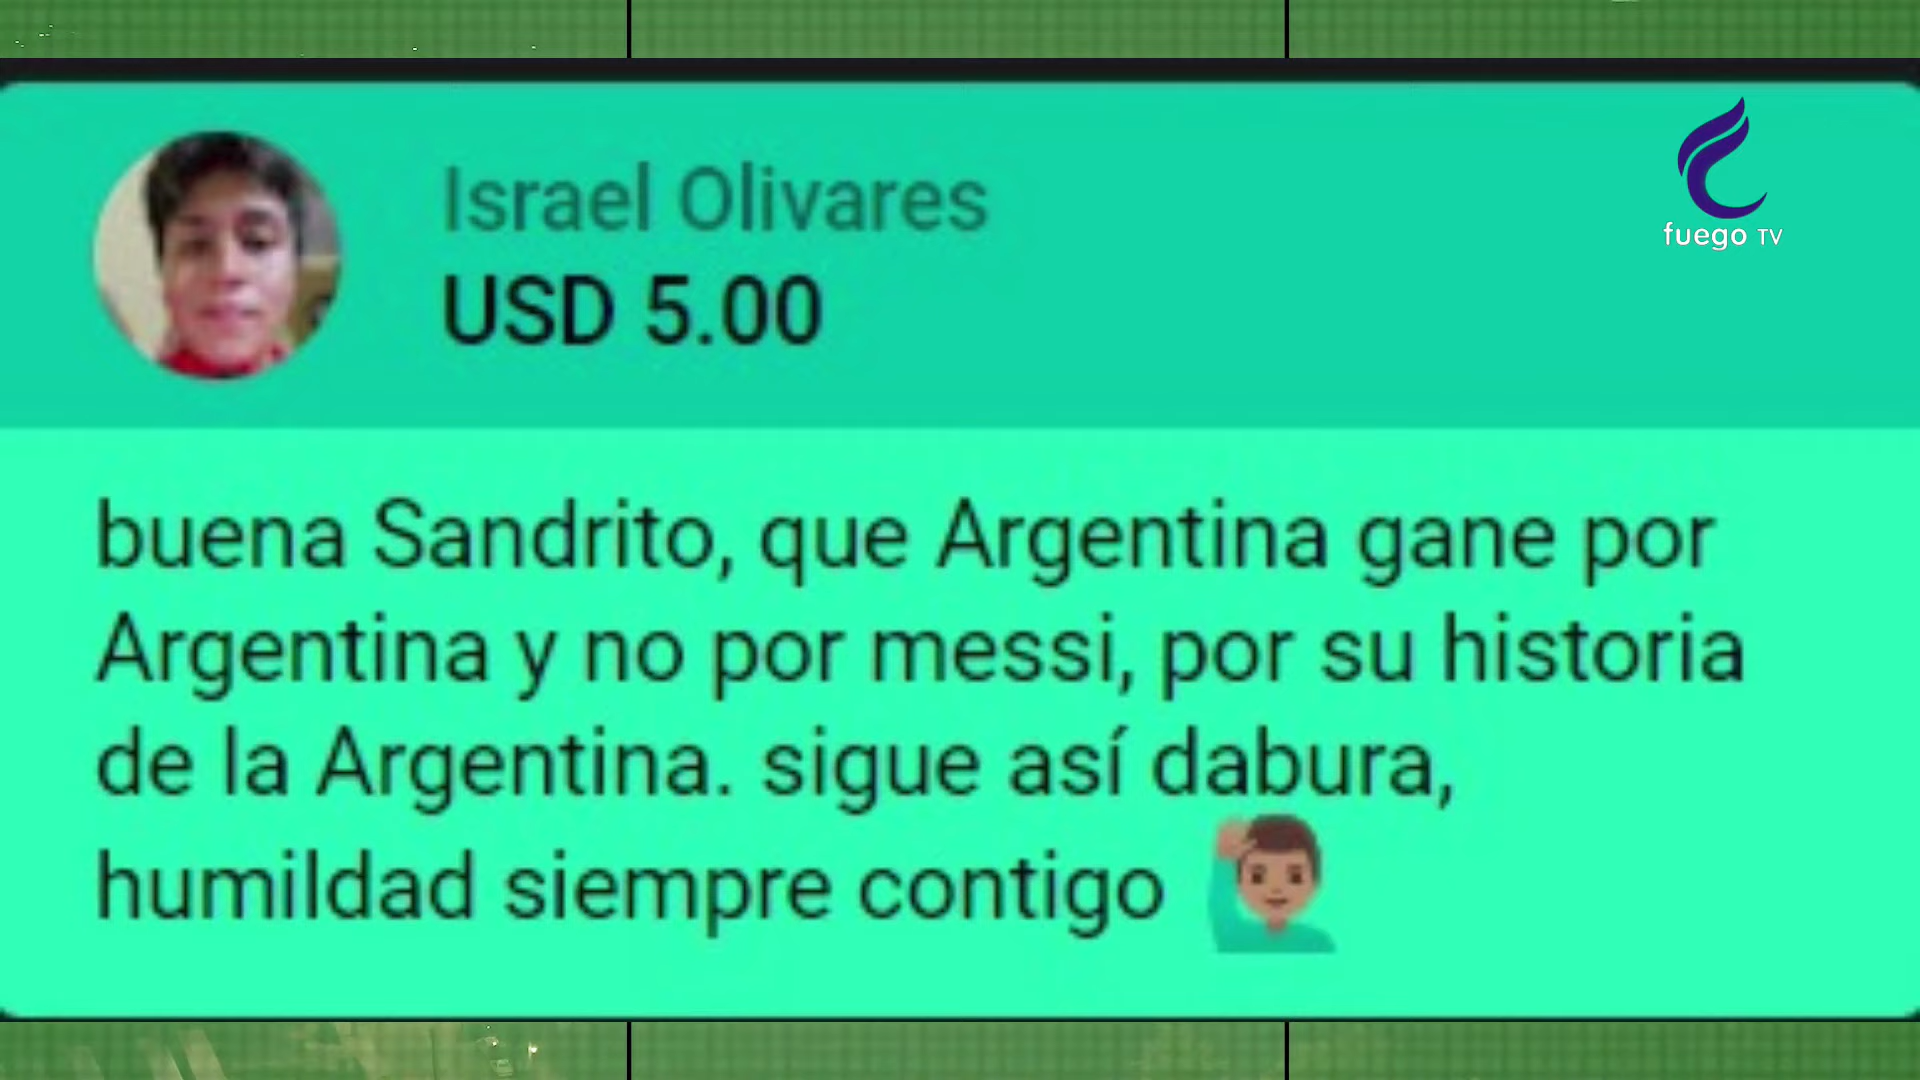 Israel Olivares
USD 5.00
fuego TV
buena Sandrito, que Argentina gane por
Argentina y no por messi, por su historia
de la Argentina. sigue así dabura,
humildad siempre contigo 🙋🏽‍♂️